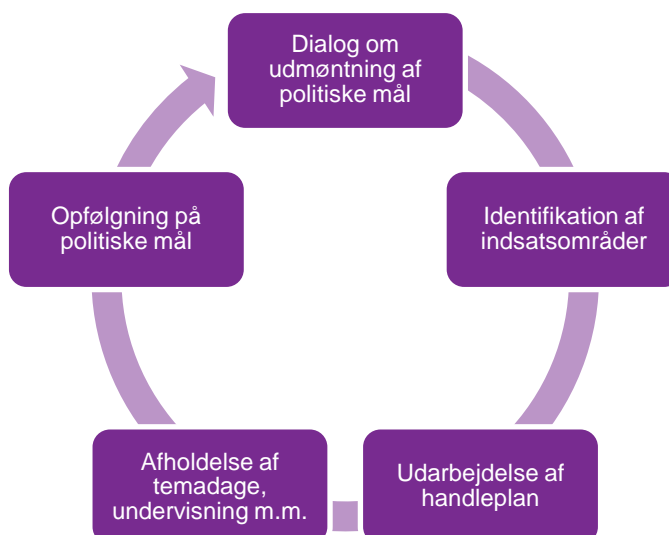 Dialog om
udmøntning af
politiske mål
Identifikation af
indsatsområder
Udarbejdelse af
handleplan
Afholdelse af
temadage,
undervisning m.m.
Opfølgning på
politiske mål